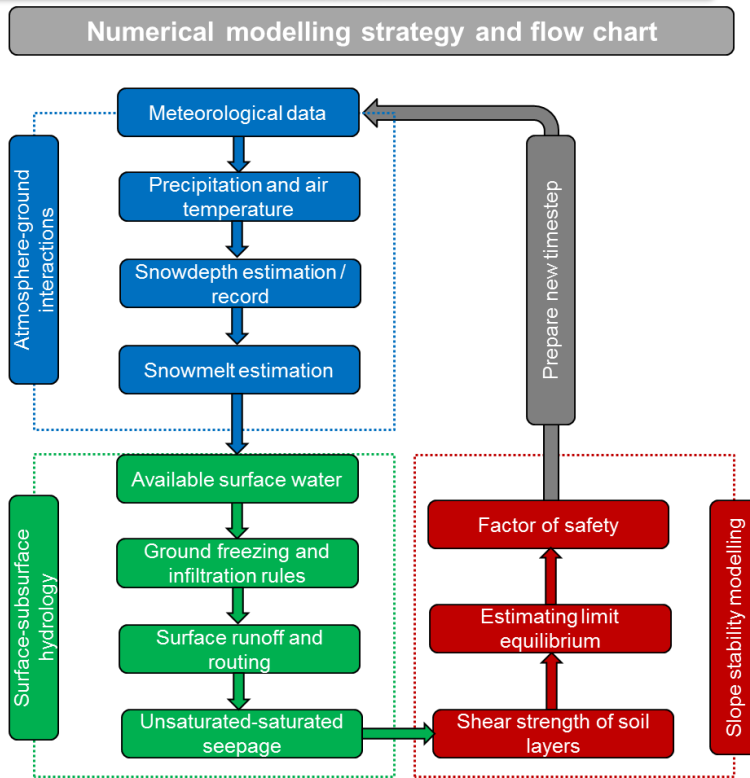 Numerical modelling strategy and flow chart
Meteorological data
Precipitation and air
temperature
Snowdepth estimation /
record
Snowmelt estimation
Atmosphere-ground
interactions
Available surface water
Ground freezing and
infiltration rules
Surface runoff and
routing
Unsaturated-saturated
seepage
Surface-subsurface
hydrology
Shear strength of soil
layers
Estimating limit
equilibrium
Factor of safety
Slope stability modelling
Prepare new timestep